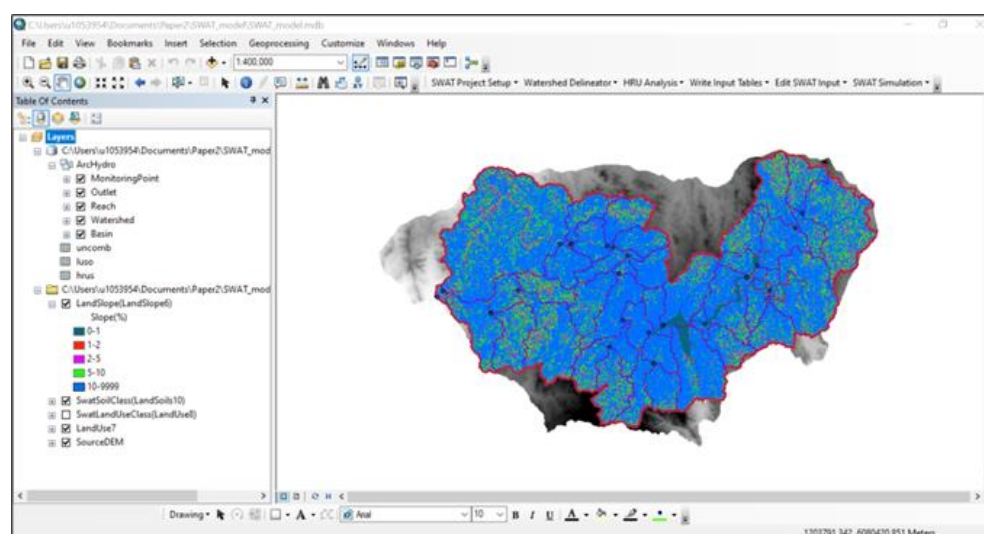 C:\Users\u1053954\Documents\Paper2\SWAT_model\SWAT_model.mdb
File Edit View Bookmarks Insert Selection Geoprocessing Customize Windows Help
1:400,000
SWAT Project Setup Watershed Delineator HRU Analysis Write Input Tables Edit SWAT Input SWAT Simulation
Table Of Contents
Layers
C:\Users\u1053954\Documents\Paper2\SWAT_mod
ArcHydro
MonitoringPoint
Outlet
Reach
Watershed
Basin
uncomb
luso
hrus
C:\Users\u1053954\Documents\Paper2\SWAT_mod
LandSlope(LandSlope6)
Slope(%)
0-1
1-2
2-5
5-10
10-9999
SwatSoilClass(LandSoils10)
SwatLandUseClass(LandUse8)
LandUse7
SourceDEM
Drawing A Arial 10 B I U A
1203791.342 6080420.851 Meters